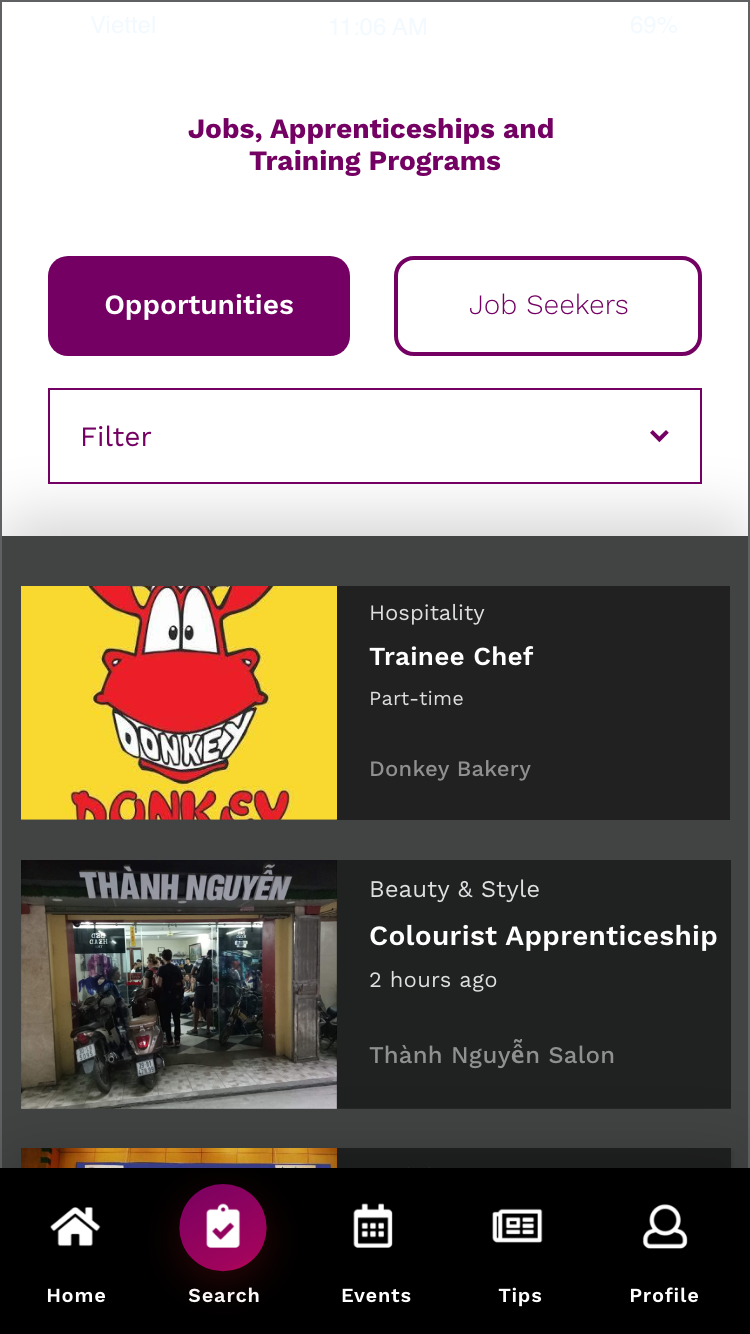 Viettel 11:06 AM 69%
Jobs, Apprenticeships and
Training Programs
Opportunities
Job Seekers
Filter
DONKEY
DONKEY
Hospitality
Trainee Chef
Part-time
Donkey Bakery
THÀNH NGUYỄN
Beauty & Style
Colourist Apprenticeship
2 hours ago
Thành Nguyễn Salon
Home
Search
Events
Tips
Profile